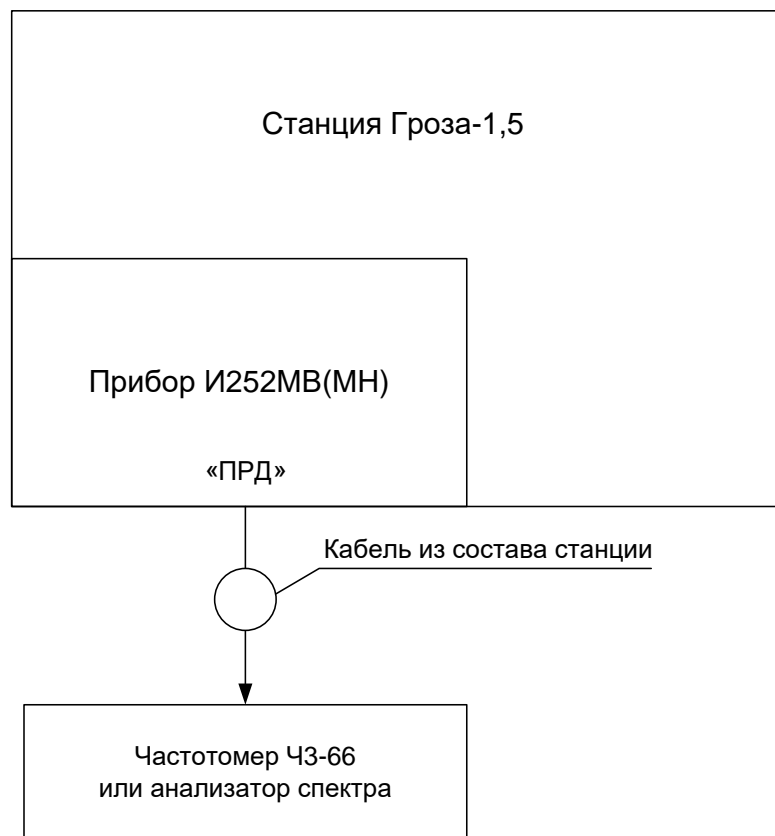 Станция Гроза-1,5
Прибор И252МВ(МН)
«ПРД»
Кабель из состава станции
Частотомер Ч3-66
или анализатор спектра